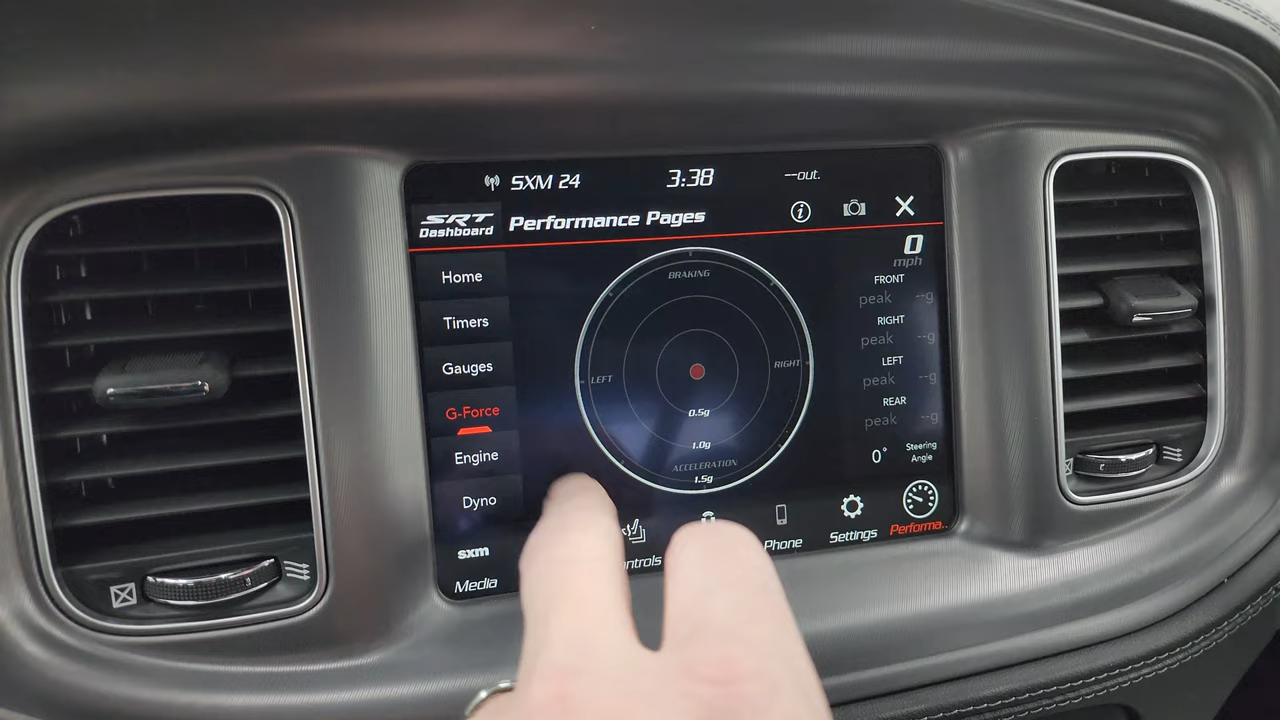 SXM 24 3:38 --out.
SRT Dashboard Performance Pages
0
mph
Home
Timers
Gauges
G-Force
Engine
Dyno
BRAKING
LEFT
RIGHT
0.5g
1.0g
ACCELERATION
1.5g
FRONT
peak --g
RIGHT
peak --g
LEFT
peak --g
REAR
peak --g
0° Steering Angle
sxm
Media
ntrols
Phone
Settings
Performa..